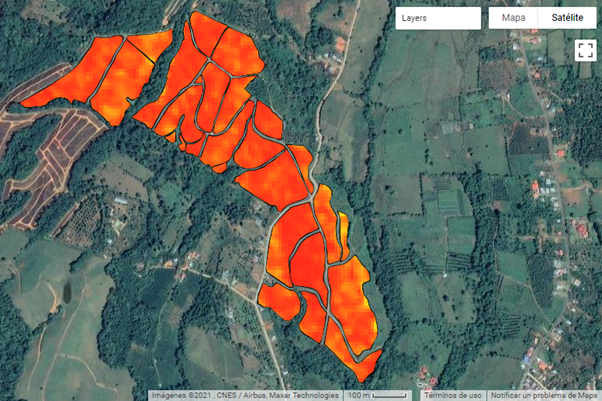 Layers
Mapa
Satélite
Imágenes ©2021 , CNES / Airbus, Maxar Technologies
100 m
Términos de uso
Notificar un problema de Maps